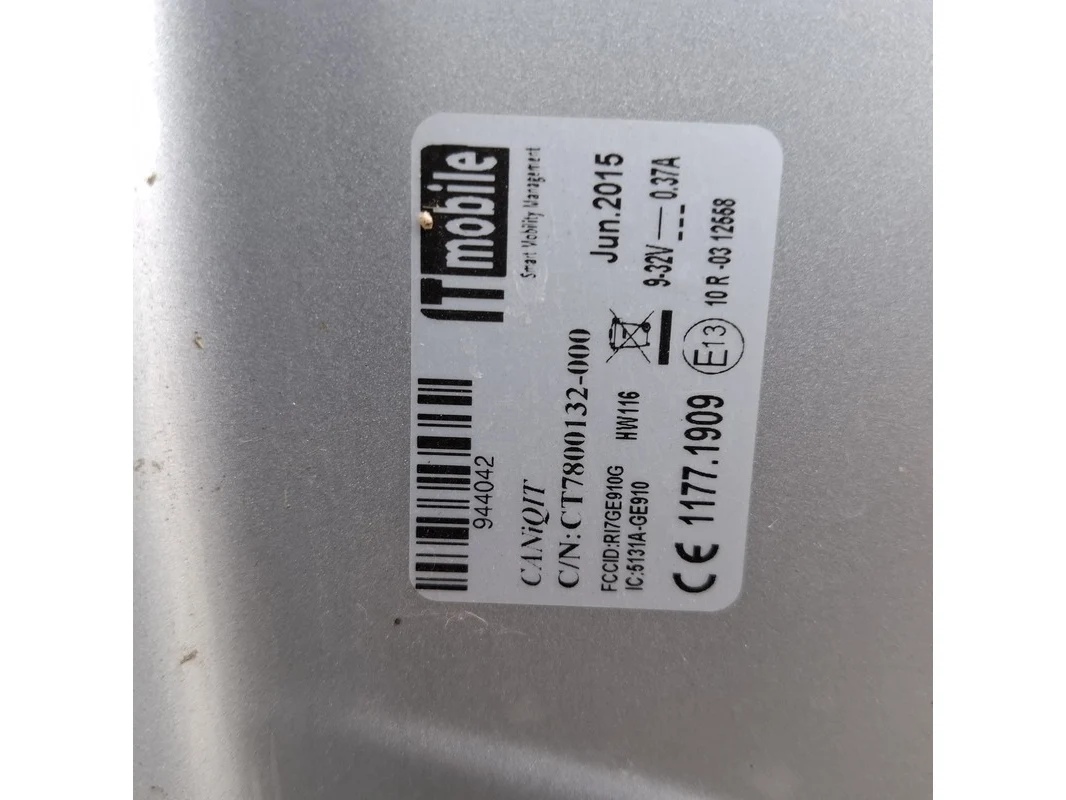 944042
ITmobile
Smart Mobility Management
CANiQIT
C/N:CT7800132-000
Jun.2015
FCCID:RI7GE910G
HW116
IC:5131A-GE910
9-32V 0.37A
CE 1177.1909
E13
10 R -03 12668